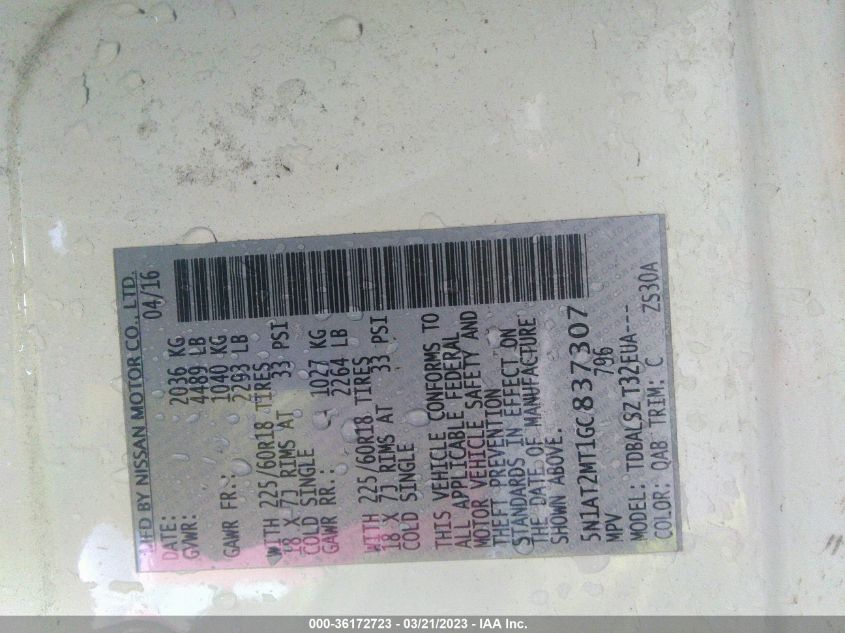 MFD BY NISSAN MOTOR CO., LTD.
DATE: 04/16
GVWR: 2036 KG
4489 LB
GAWR FR.: 1040 KG
2293 LB
WITH 225/60R18 TIRES
18 X 7J RIMS AT 33 PSI
COLD SINGLE
GAWR RR.: 1027 KG
2264 LB
WITH 225/60R18 TIRES
18 X 7J RIMS AT 33 PSI
COLD SINGLE
THIS VEHICLE CONFORMS TO
ALL APPLICABLE FEDERAL
MOTOR VEHICLE SAFETY AND
THEFT PREVENTION
STANDARDS IN EFFECT ON
THE DATE OF MANUFACTURE
SHOWN ABOVE.
5N1AT2MT1GC837307
MPV 796
MODEL: TDBALSZT32EUA---
COLOR: QAB TRIM: C ZS30A
000-36172723 - 03/21/2023 - IAA Inc.